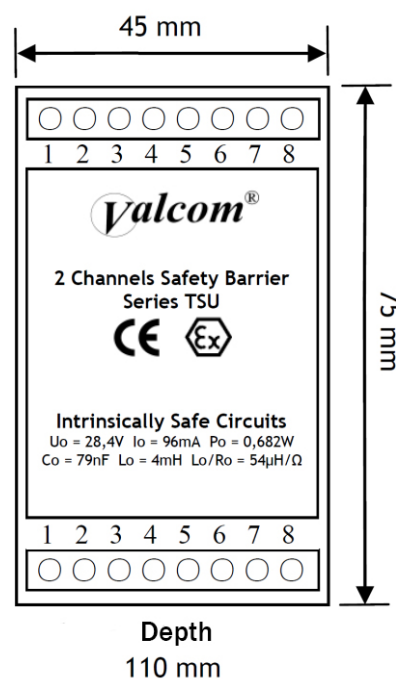 45 mm
1 2 3 4 5 6 7 8
Valcom®
2 Channels Safety Barrier
Series TSU
CE Ex
Intrinsically Safe Circuits
Uo = 28,4V Io = 96mA Po = 0,682W
Co = 79nF Lo = 4mH Lo/Ro = 54µH/Ω
1 2 3 4 5 6 7 8
75 mm
Depth
110 mm